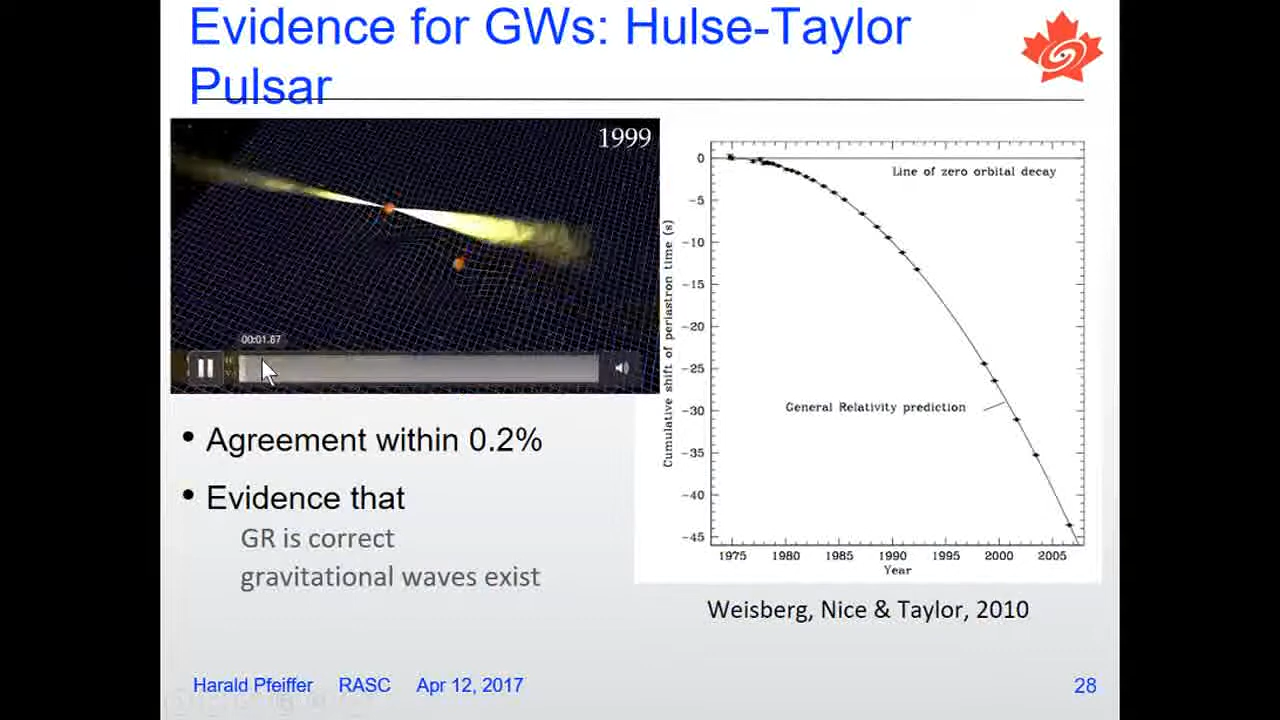 Evidence for GWs: Hulse-Taylor
Pulsar
1999
00:01.67
• Agreement within 0.2%
• Evidence that
GR is correct
gravitational waves exist
Cumulative shift of periastron time (s)
0
−5
−10
−15
−20
−25
−30
−35
−40
−45
Line of zero orbital decay
General Relativity prediction
1975 1980 1985 1990 1995 2000 2005
Year
Weisberg, Nice & Taylor, 2010
Harald Pfeiffer RASC Apr 12, 2017
28